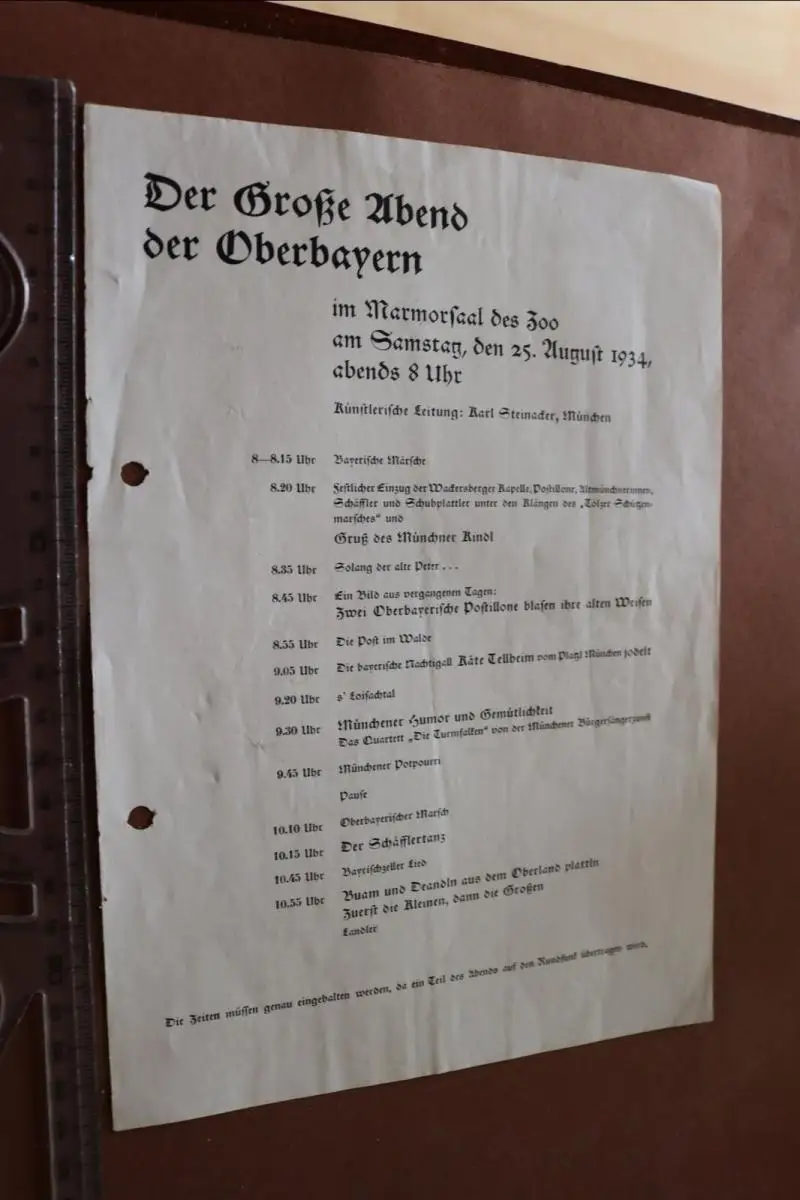 Der Große Abend
der Oberbayern
im Marmorsaal des Zoo
am Samstag, den 25. August 1934,
abends 8 Uhr
Künstlerische Leitung: Karl Steinacker, München
8—8.15 Uhr Bayerische Märsche
8.20 Uhr Festlicher Einzug der Wackersberger Kapelle, Postillone, Altmünchnerinnen,
Schäffler und Schuhplattler unter den Klängen des „Tölzer Schützen-
marsches“ und
Gruß des Münchner Kindl
8.35 Uhr Solang der alte Peter . . .
8.45 Uhr Ein Bild aus vergangenen Tagen:
Zwei Oberbayerische Postillone blasen ihre alten Weisen
8.55 Uhr Die Post im Walde
9.05 Uhr Die bayerische Nachtigall Käte Tellheim vom Platzl München jodelt
9.20 Uhr s' Loisachtal
9.30 Uhr Münchener Humor und Gemütlichkeit
Das Quartett „Die Turmfalken“ von der Münchener Bürgersängerzunft
9.45 Uhr Münchener Potpourri
Pause
10.10 Uhr Oberbayerischer Marsch
10.15 Uhr Der Schäfflertanz
10.45 Uhr Bayrischzeller Lied
10.55 Uhr Buam und Deandln aus dem Oberland plattln
Zuerst die Kleinen, dann die Großen
Landler
Die Zeiten müssen genau eingehalten werden, da ein Teil des Abends auf den Rundfunk übertragen wird.